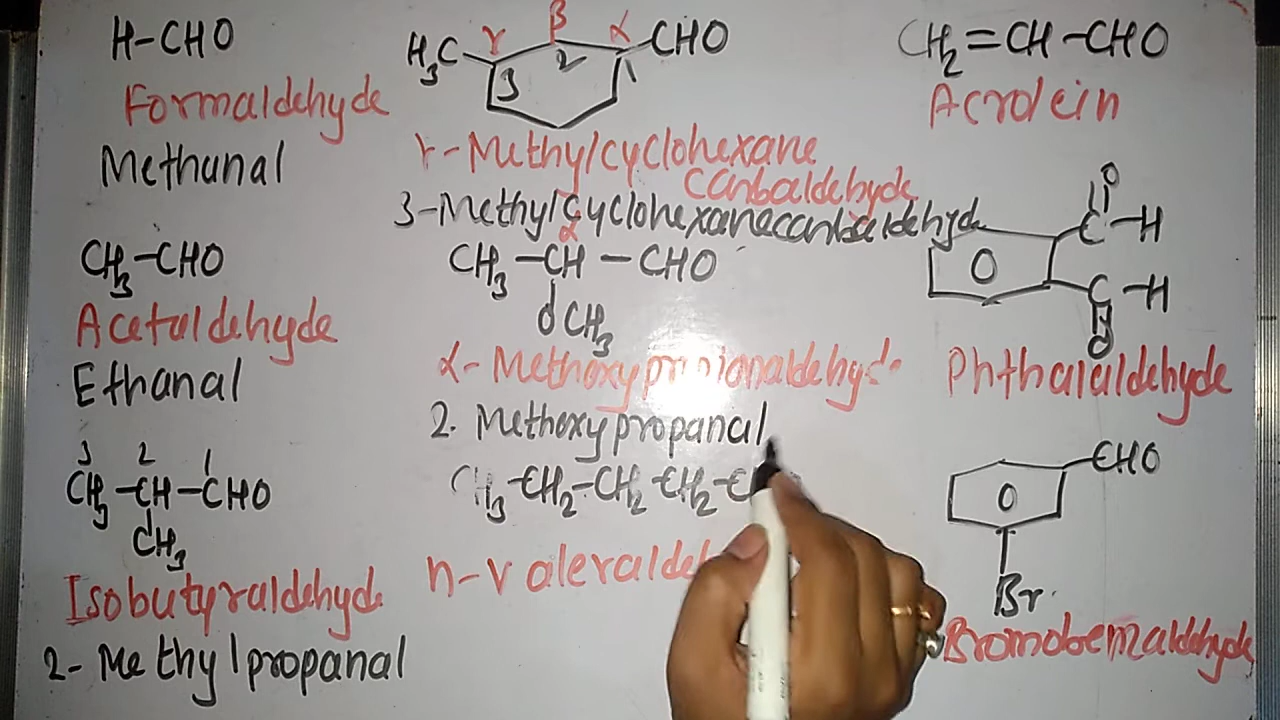 H-CHO
Formaldehyde
Methanal
CH3-CHO
Acetaldehyde
Ethanal
3 2 1
CH3-CH-CHO
CH3
Isobutyraldehyde
2-Methylpropanal
γ β α
H3C CHO
3 2 1
γ-Methylcyclohexane
carbaldehyde
3-Methylcyclohexanecarbaldehyde
α
CH3-CH-CHO
OCH3
α-Methoxypropionaldehyde
2. Methoxypropanal
CH3-CH2-CH2-CH2-C
n-valeralde
CH2=CH-CHO
Acrolein
O
C-H
C-H
O
Phthalaldehyde
CHO
Br
Bromobenzaldehyde